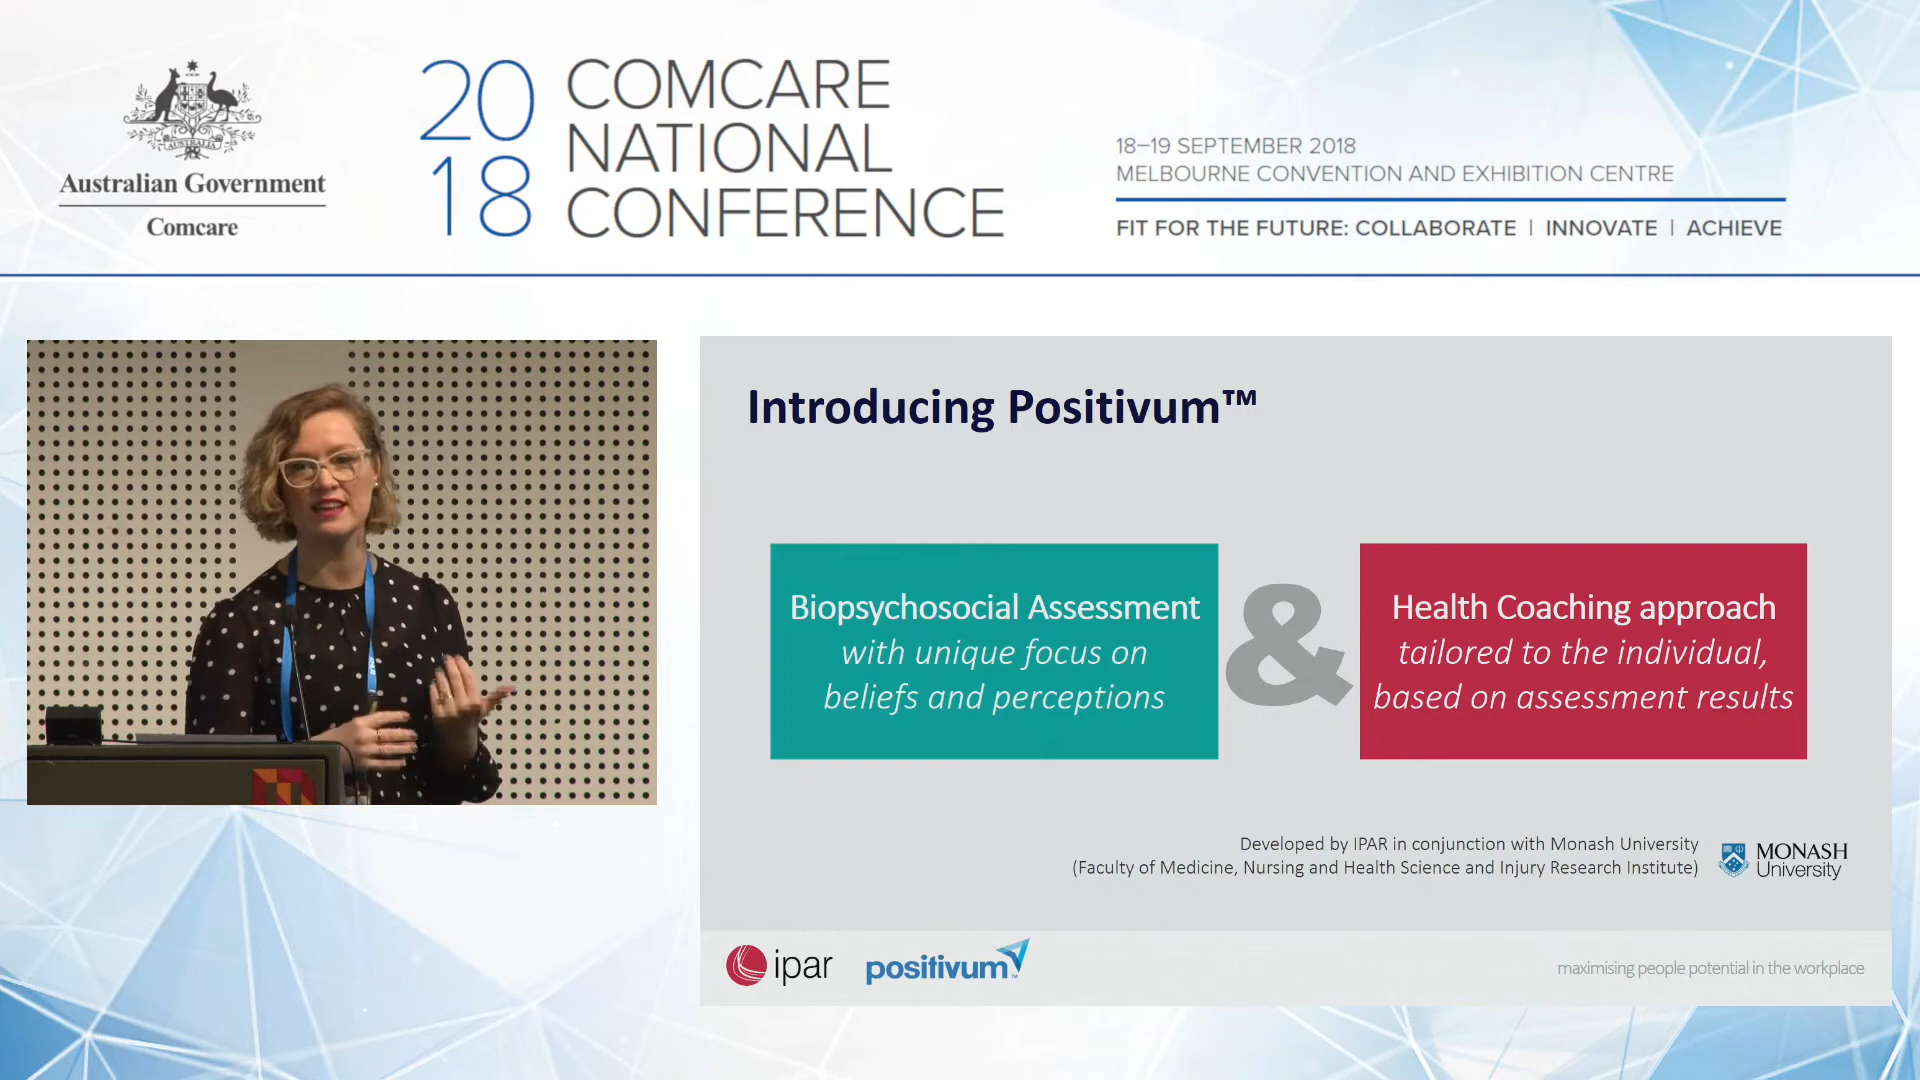 AUSTRALIA
Australian Government
Comcare
2018
COMCARE
NATIONAL
CONFERENCE
18–19 SEPTEMBER 2018
MELBOURNE CONVENTION AND EXHIBITION CENTRE
FIT FOR THE FUTURE: COLLABORATE | INNOVATE | ACHIEVE
Introducing Positivum™
Biopsychosocial Assessment
with unique focus on
beliefs and perceptions
&
Health Coaching approach
tailored to the individual,
based on assessment results
Developed by IPAR in conjunction with Monash University
(Faculty of Medicine, Nursing and Health Science and Injury Research Institute)
MONASH
University
ipar
positivum™
maximising people potential in the workplace